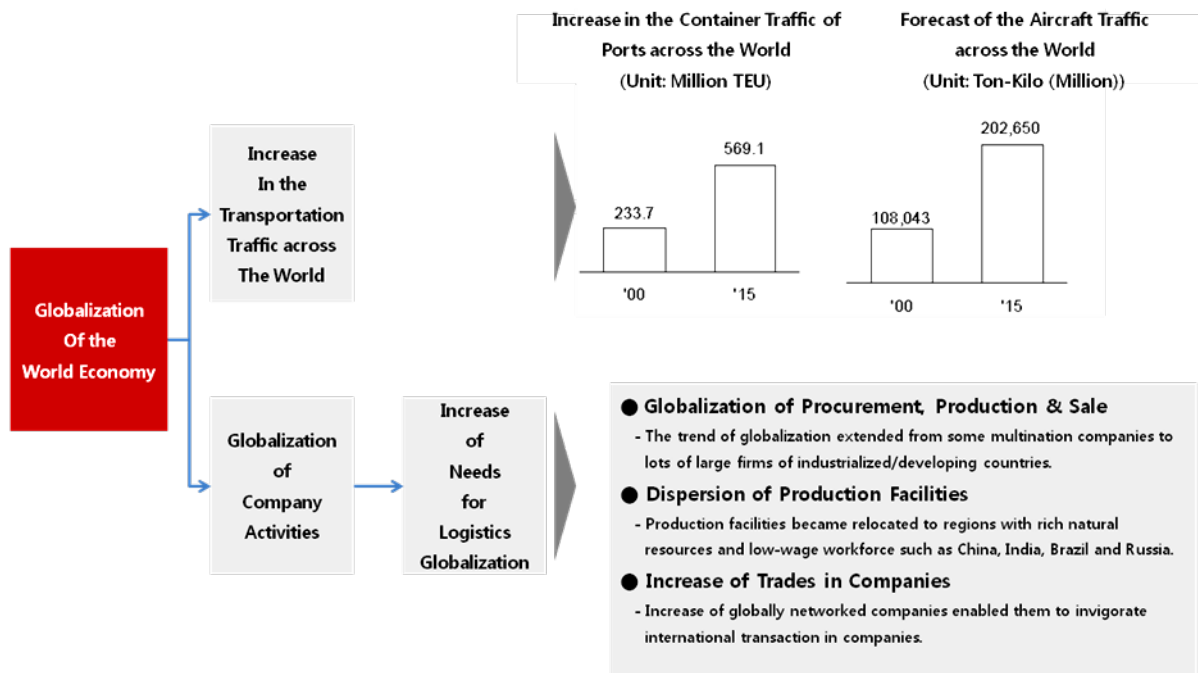 Increase in the Container Traffic of
Ports across the World
(Unit: Million TEU)
Forecast of the Aircraft Traffic
across the World
(Unit: Ton-Kilo (Million))
233.7
569.1
'00
'15
108,043
202,650
'00
'15
Increase
In the
Transportation
Traffic across
The World
Globalization
Of the
World Economy
Globalization
of
Company
Activities
Increase
of
Needs
for
Logistics
Globalization
● Globalization of Procurement, Production & Sale
- The trend of globalization extended from some multination companies to
lots of large firms of industrialized/developing countries.
● Dispersion of Production Facilities
- Production facilities became relocated to regions with rich natural
resources and low-wage workforce such as China, India, Brazil and Russia.
● Increase of Trades in Companies
- Increase of globally networked companies enabled them to invigorate
international transaction in companies.